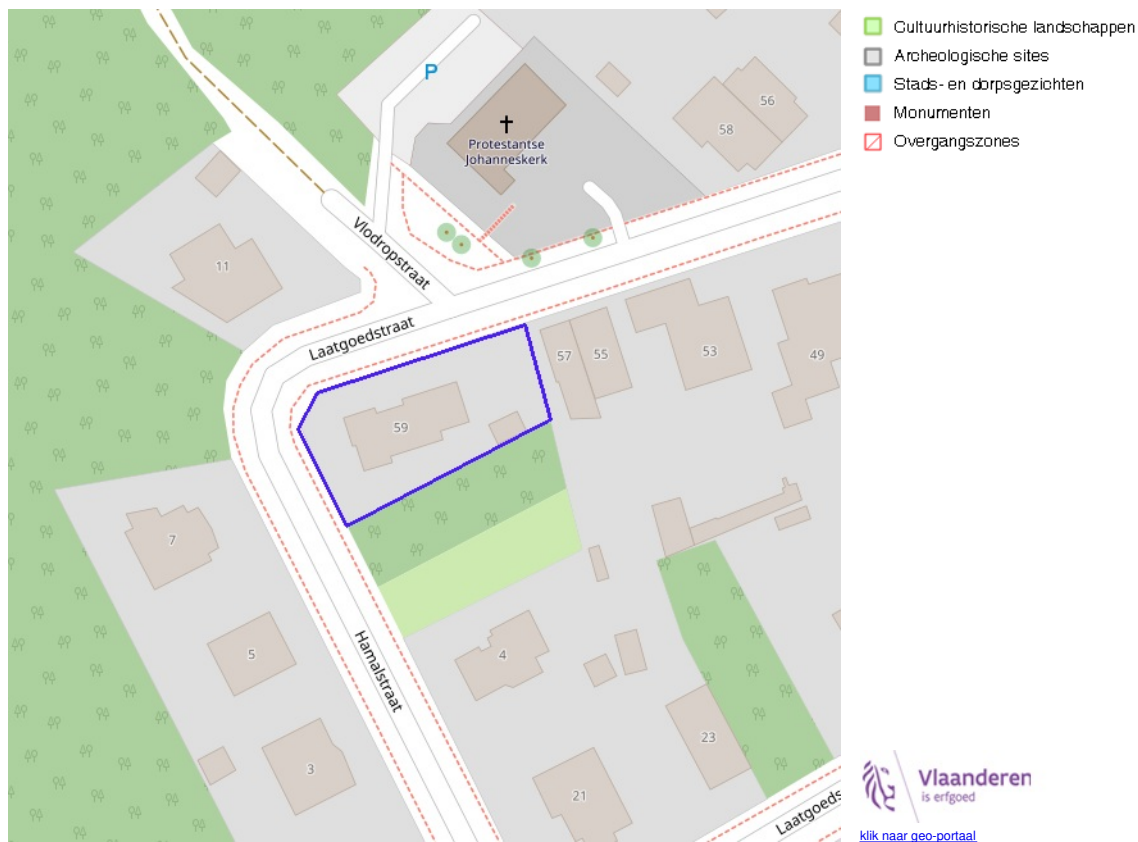 Cultuurhistorische landschappen
Archeologische sites
Stads- en dorpsgezichten
Monumenten
Overgangszones
P
56
58
Protestantse
Johanneskerk
Vlodropstraat
11
Laatgoedstraat
57
55
53
49
59
7
Hamalstraat
5
4
3
23
21
Laatgoeds
Vlaanderen
is erfgoed
klik naar geo-portaal